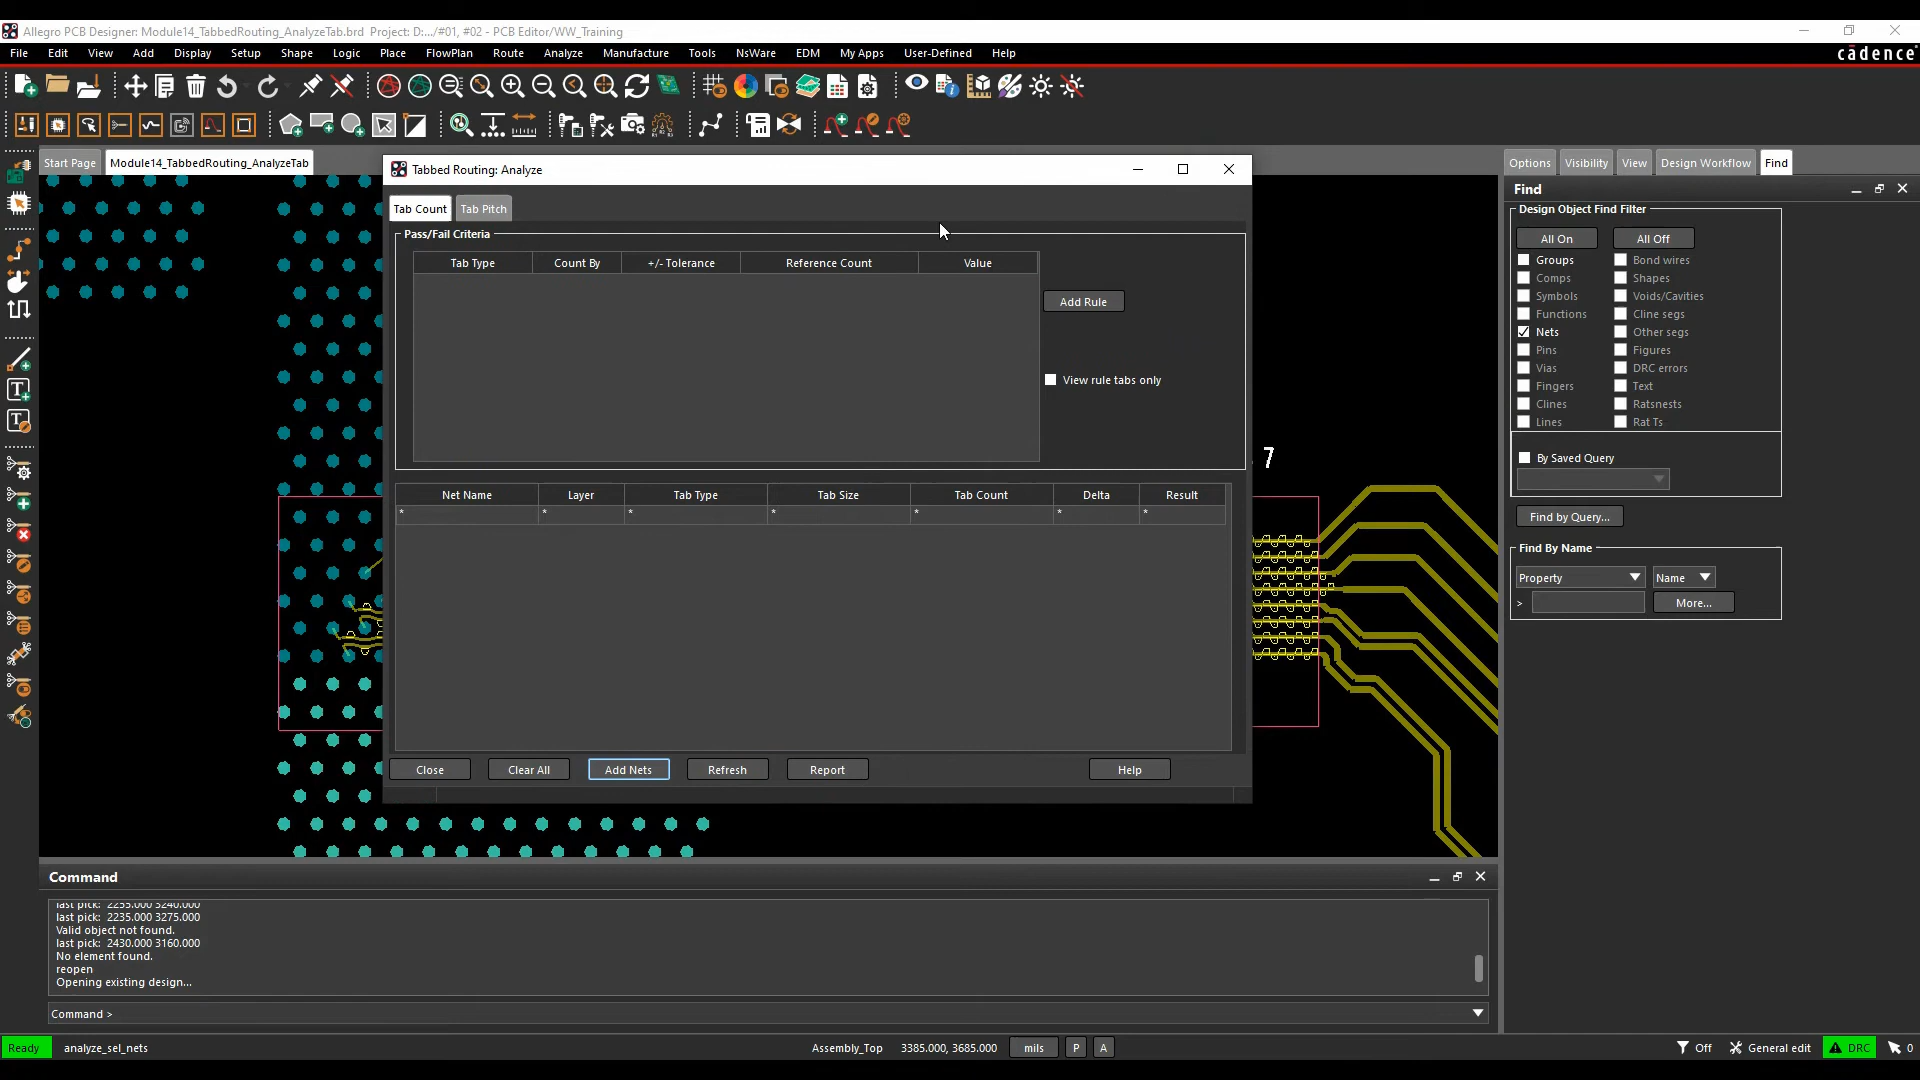 Allegro PCB Designer: Module14_TabbedRouting_AnalyzeTab.brd Project: D:.../#01, #02 - PCB Editor/WW_Training
File Edit View Add Display Setup Shape Logic Place FlowPlan Route Analyze Manufacture Tools NsWare EDM My Apps User-Defined Help
cādence
Start Page Module14_TabbedRouting_AnalyzeTab
Options Visibility View Design Workflow Find
Tabbed Routing: Analyze
Tab Count Tab Pitch
Pass/Fail Criteria
Tab Type Count By +/- Tolerance Reference Count Value
Add Rule
View rule tabs only
Net Name Layer Tab Type Tab Size Tab Count Delta Result
* * * * * * *
Close Clear All Add Nets Refresh Report Help
7
Find
Design Object Find Filter
All On All Off
Groups Bond wires
Comps Shapes
Symbols Voids/Cavities
Functions Cline segs
Nets Other segs
Pins Figures
Vias DRC errors
Fingers Text
Clines Ratsnests
Lines Rat Ts
By Saved Query
Find by Query...
Find By Name
Property Name
> More...
Command
last pick: 2255.000 3240.000
last pick: 2235.000 3275.000
Valid object not found.
last pick: 2430.000 3160.000
No element found.
reopen
Opening existing design...
Command >
Ready analyze_sel_nets Assembly_Top 3385.000, 3685.000 mils P A Off General edit DRC 0